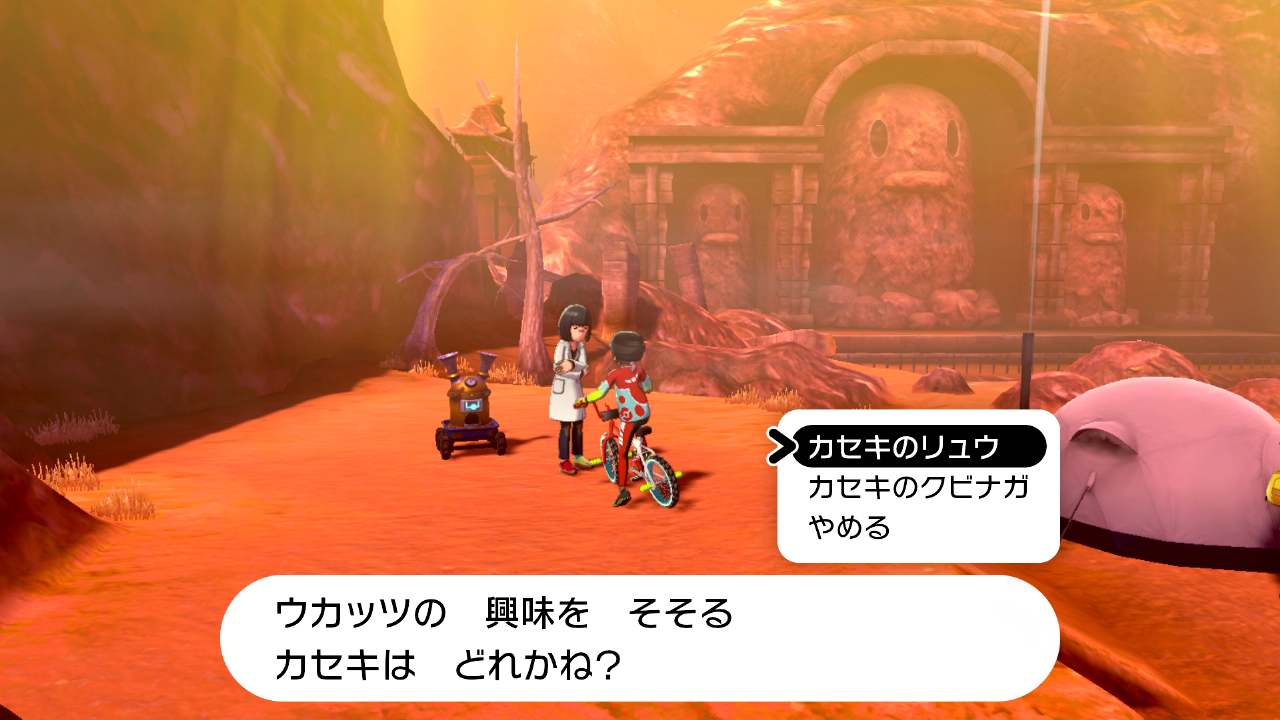 カセキのリュウ
カセキのクビナガ
やめる
ウカッツの　興味を　そそる
カセキは　どれかね？